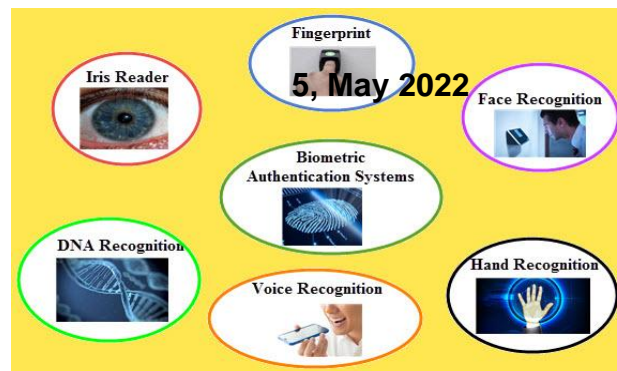 Fingerprint
5, May 2022
Iris Reader
Face Recognition
Biometric
Authentication Systems
DNA Recognition
Voice Recognition
Hand Recognition